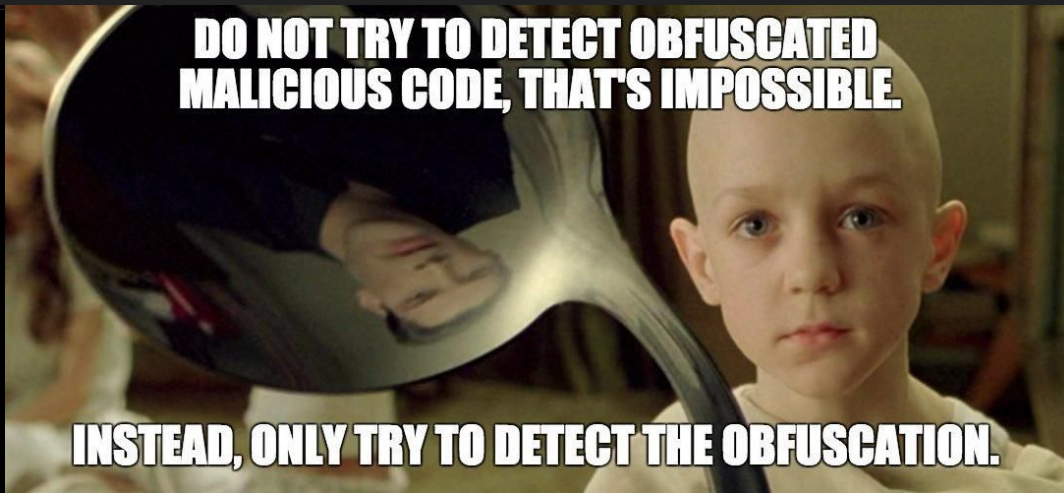 DO NOT TRY TO DETECT OBFUSCATED
MALICIOUS CODE, THAT'S IMPOSSIBLE.
INSTEAD, ONLY TRY TO DETECT THE OBFUSCATION.